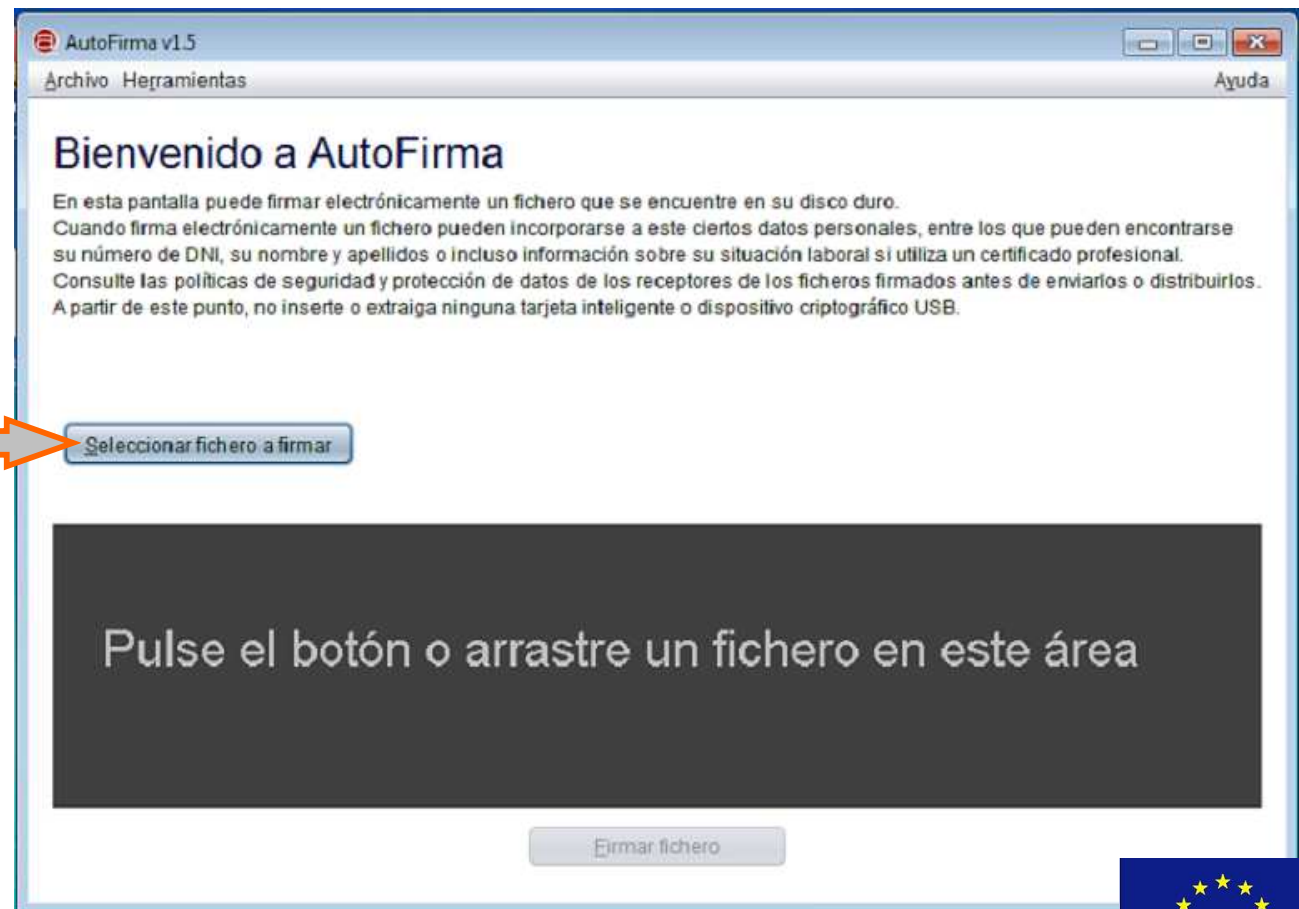 AutoFirma v1.5
Archivo Herramientas Ayuda
Bienvenido a AutoFirma
En esta pantalla puede firmar electrónicamente un fichero que se encuentre en su disco duro.
Cuando firma electrónicamente un fichero pueden incorporarse a este ciertos datos personales, entre los que pueden encontrarse
su número de DNI, su nombre y apellidos o incluso información sobre su situación laboral si utiliza un certificado profesional.
Consulte las políticas de seguridad y protección de datos de los receptores de los ficheros firmados antes de enviarlos o distribuirlos.
A partir de este punto, no inserte o extraiga ninguna tarjeta inteligente o dispositivo criptográfico USB.
Seleccionar fichero a firmar
Pulse el botón o arrastre un fichero en este área
Firmar fichero